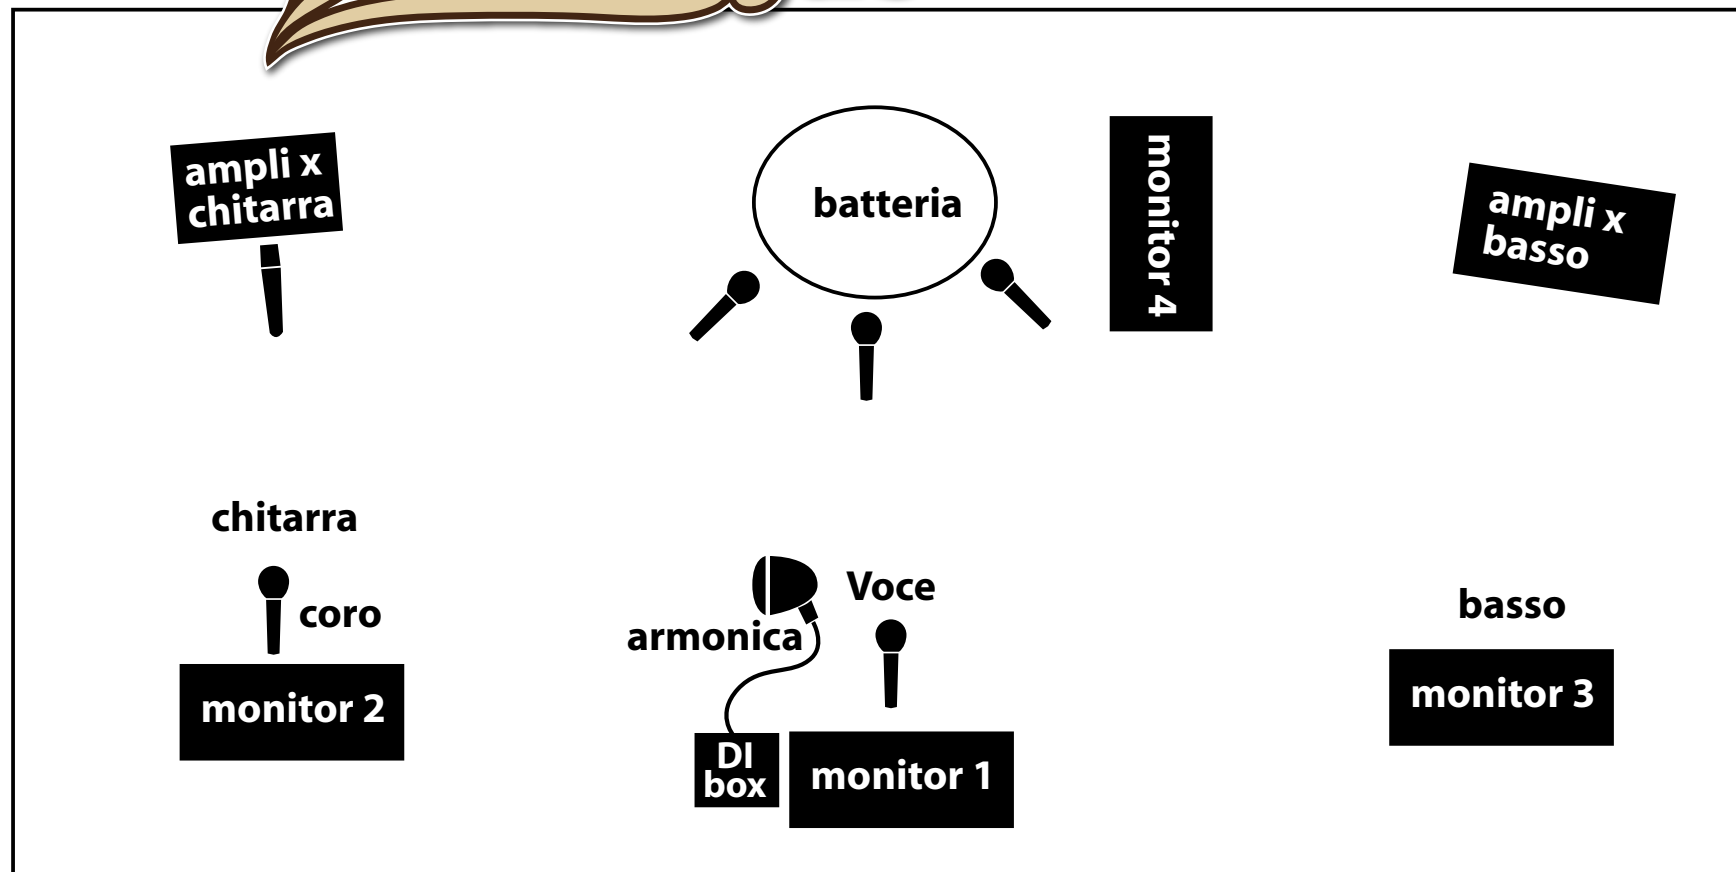 ampli x
chitarra
batteria
monitor 4
ampli x
basso
chitarra
coro
monitor 2
armonica
Voce
DI
box
monitor 1
basso
monitor 3